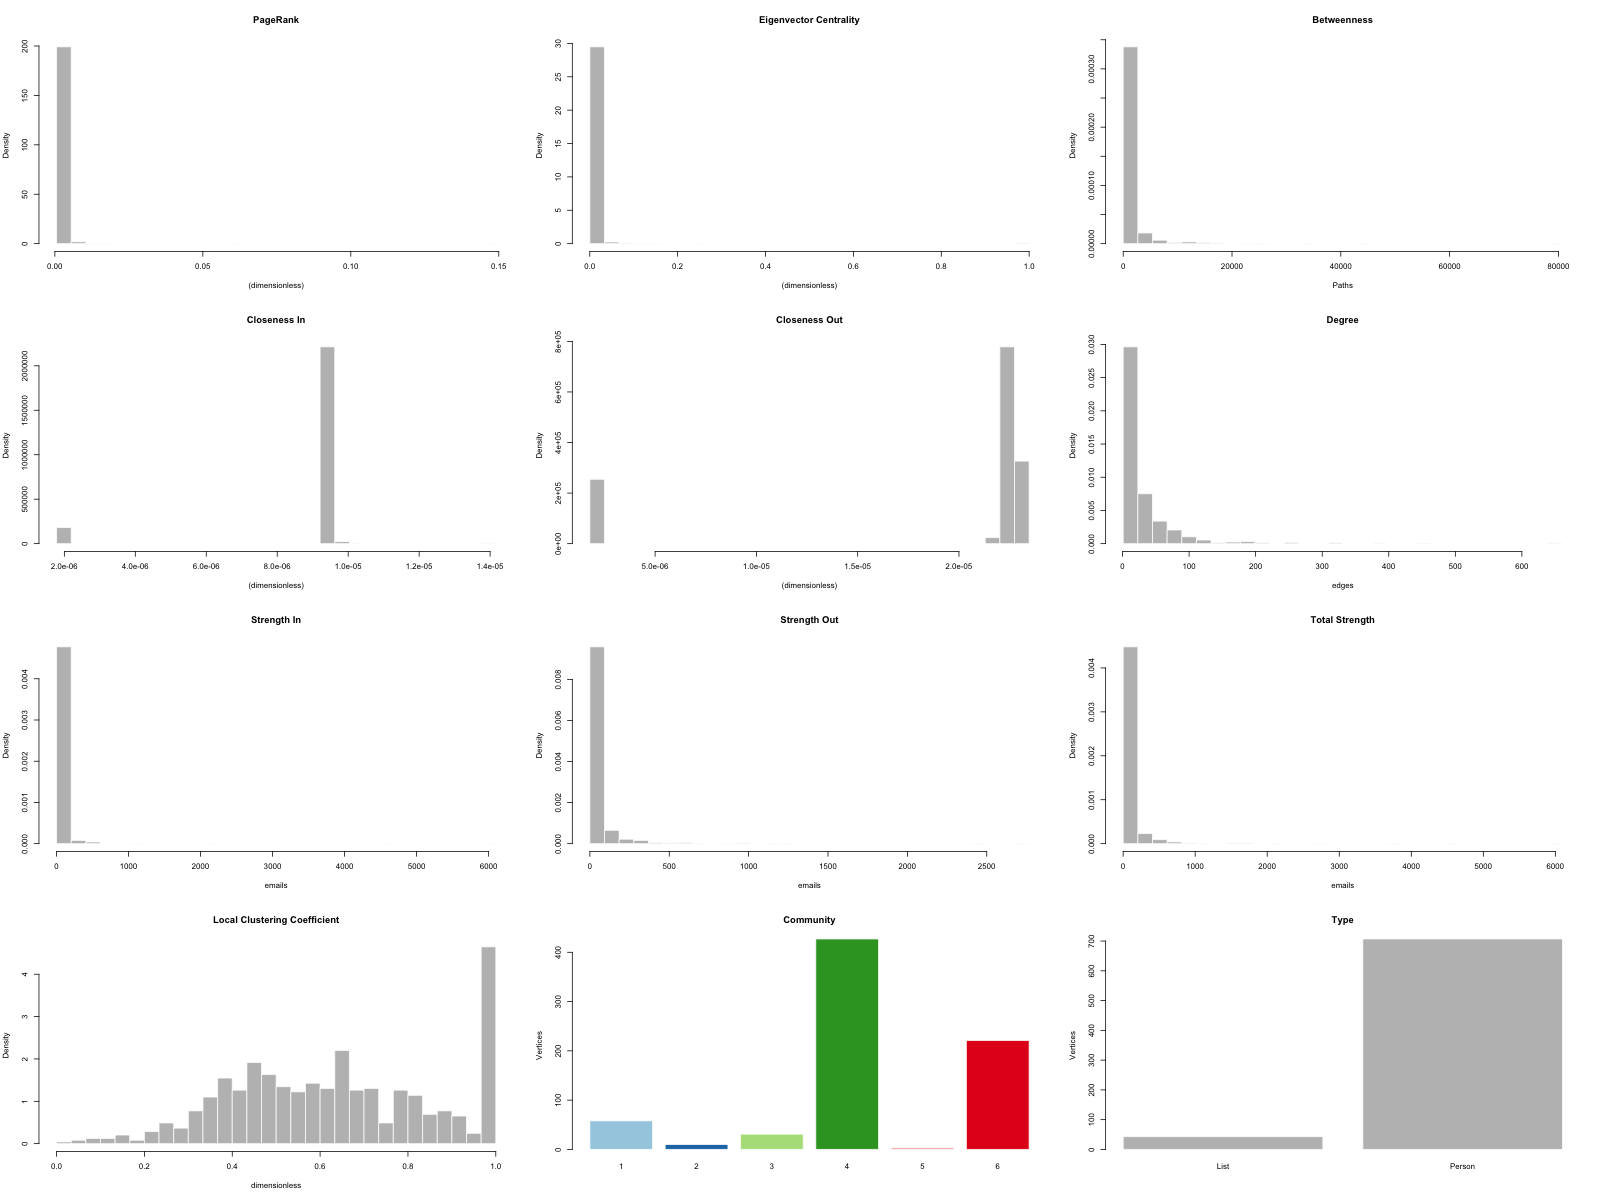 PageRank
Density
200
150
100
50
0
0.00 0.05 0.10 0.15
(dimensionless)
Eigenvector Centrality
Density
30
25
20
15
10
5
0
0.0 0.2 0.4 0.6 0.8 1.0
(dimensionless)
Betweenness
Density
0.00030
0.00020
0.00010
0.00000
0 20000 40000 60000 80000
Paths
Closeness In
Density
2000000
1500000
1000000
500000
0
2.0e-06 4.0e-06 6.0e-06 8.0e-06 1.0e-05 1.2e-05 1.4e-05
(dimensionless)
Closeness Out
Density
8e+05
6e+05
4e+05
2e+05
0e+00
5.0e-06 1.0e-05 1.5e-05 2.0e-05
(dimensionless)
Degree
Density
0.030
0.025
0.020
0.015
0.010
0.005
0.000
0 100 200 300 400 500 600
edges
Strength In
Density
0.004
0.003
0.002
0.001
0.000
0 1000 2000 3000 4000 5000 6000
emails
Strength Out
Density
0.008
0.006
0.004
0.002
0.000
0 500 1000 1500 2000 2500
emails
Total Strength
Density
0.004
0.003
0.002
0.001
0.000
0 1000 2000 3000 4000 5000 6000
emails
Local Clustering Coefficient
Density
4
3
2
1
0
0.0 0.2 0.4 0.6 0.8 1.0
dimensionless
Community
Vertices
400
300
200
100
0
1 2 3 4 5 6
Type
Vertices
700
600
500
400
300
200
100
0
List Person